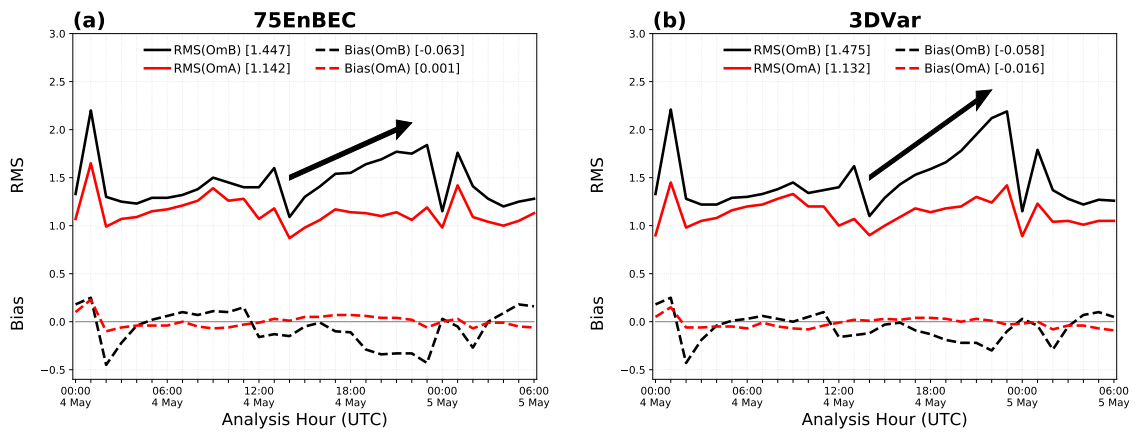 (a) 75EnBEC
3.0
2.5
2.0
1.5
1.0
0.5
0.0
−0.5
RMS
Bias
RMS(OmB) [1.447]
RMS(OmA) [1.142]
Bias(OmB) [-0.063]
Bias(OmA) [0.001]
00:00
4 May
06:00
4 May
12:00
4 May
18:00
4 May
00:00
5 May
06:00
5 May
Analysis Hour (UTC)
(b) 3DVar
3.0
2.5
2.0
1.5
1.0
0.5
0.0
−0.5
RMS
Bias
RMS(OmB) [1.475]
RMS(OmA) [1.132]
Bias(OmB) [-0.058]
Bias(OmA) [-0.016]
00:00
4 May
06:00
4 May
12:00
4 May
18:00
4 May
00:00
5 May
06:00
5 May
Analysis Hour (UTC)